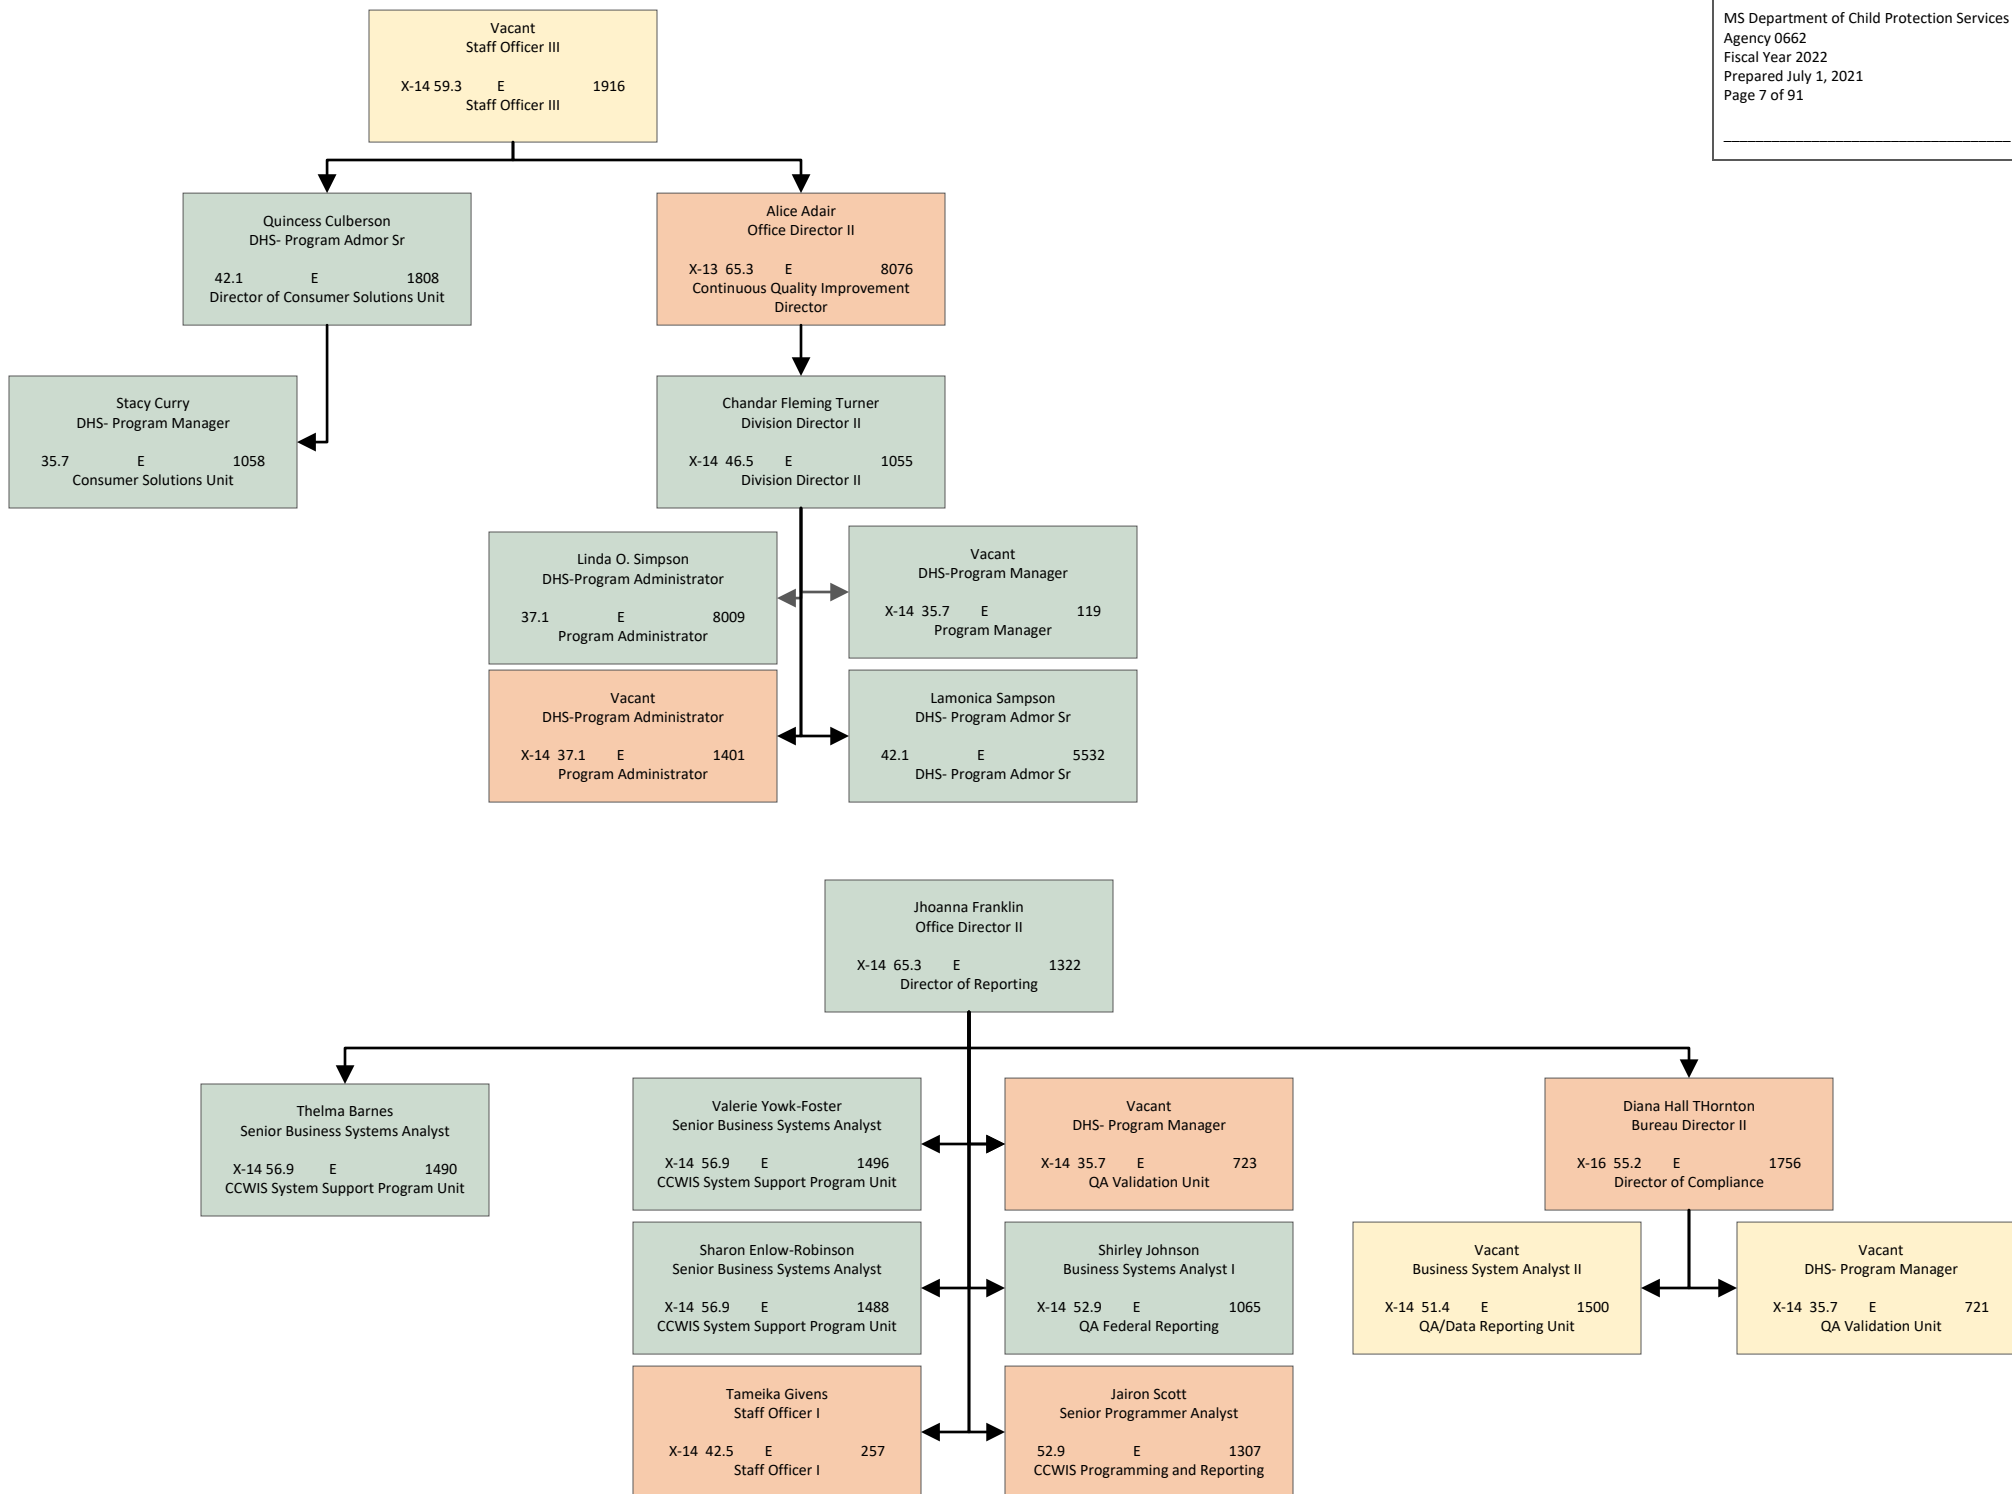 MS Department of Child Protection Services
Agency 0662
Fiscal Year 2022
Prepared July 1, 2021
Page 7 of 91
Vacant
Staff Officer III
X-14 59.3 E 1916
Staff Officer III
Quincess Culberson
DHS- Program Admor Sr
42.1 E 1808
Director of Consumer Solutions Unit
Alice Adair
Office Director II
X-13 65.3 E 8076
Continuous Quality Improvement
Director
Stacy Curry
DHS- Program Manager
35.7 E 1058
Consumer Solutions Unit
Chandar Fleming Turner
Division Director II
X-14 46.5 E 1055
Division Director II
Linda O. Simpson
DHS-Program Administrator
37.1 E 8009
Program Administrator
Vacant
DHS-Program Manager
X-14 35.7 E 119
Program Manager
Vacant
DHS-Program Administrator
X-14 37.1 E 1401
Program Administrator
Lamonica Sampson
DHS- Program Admor Sr
42.1 E 5532
DHS- Program Admor Sr
Jhoanna Franklin
Office Director II
X-14 65.3 E 1322
Director of Reporting
Thelma Barnes
Senior Business Systems Analyst
X-14 56.9 E 1490
CCWIS System Support Program Unit
Valerie Yowk-Foster
Senior Business Systems Analyst
X-14 56.9 E 1496
CCWIS System Support Program Unit
Vacant
DHS- Program Manager
X-14 35.7 E 723
QA Validation Unit
Diana Hall THornton
Bureau Director II
X-16 55.2 E 1756
Director of Compliance
Sharon Enlow-Robinson
Senior Business Systems Analyst
X-14 56.9 E 1488
CCWIS System Support Program Unit
Shirley Johnson
Business Systems Analyst I
X-14 52.9 E 1065
QA Federal Reporting
Vacant
Business System Analyst II
X-14 51.4 E 1500
QA/Data Reporting Unit
Vacant
DHS- Program Manager
X-14 35.7 E 721
QA Validation Unit
Tameika Givens
Staff Officer I
X-14 42.5 E 257
Staff Officer I
Jairon Scott
Senior Programmer Analyst
52.9 E 1307
CCWIS Programming and Reporting